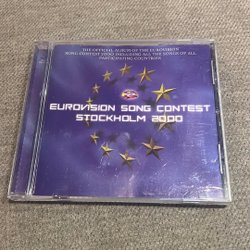 THE OFFICIAL ALBUM OF THE EUROVISION
SONG CONTEST 2000 INCLUDING ALL THE SONGS OF ALL
PARTICIPATING COUNTRIES
EUROVISION SONG CONTEST
STOCKHOLM 2000